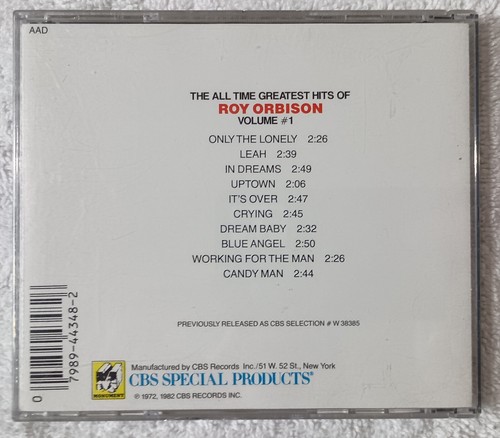 AAD
THE ALL TIME GREATEST HITS OF
ROY ORBISON
VOLUME #1
ONLY THE LONELY 2:26
LEAH 2:39
IN DREAMS 2:49
UPTOWN 2:06
IT'S OVER 2:47
CRYING 2:45
DREAM BABY 2:32
BLUE ANGEL 2:50
WORKING FOR THE MAN 2:26
CANDY MAN 2:44
PREVIOUSLY RELEASED AS CBS SELECTION # W 38385
0 7989-44348-2
MONUMENT
Manufactured by CBS Records Inc./51 W. 52 St., New York
CBS SPECIAL PRODUCTS®
℗ 1972, 1982 CBS RECORDS INC.